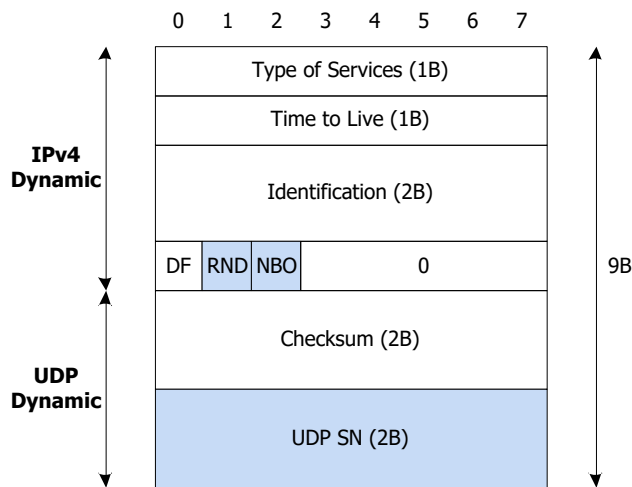 0 1 2 3 4 5 6 7
Type of Services (1B)
Time to Live (1B)
IPv4
Dynamic
Identification (2B)
DF RND NBO 0
9B
Checksum (2B)
UDP
Dynamic
UDP SN (2B)